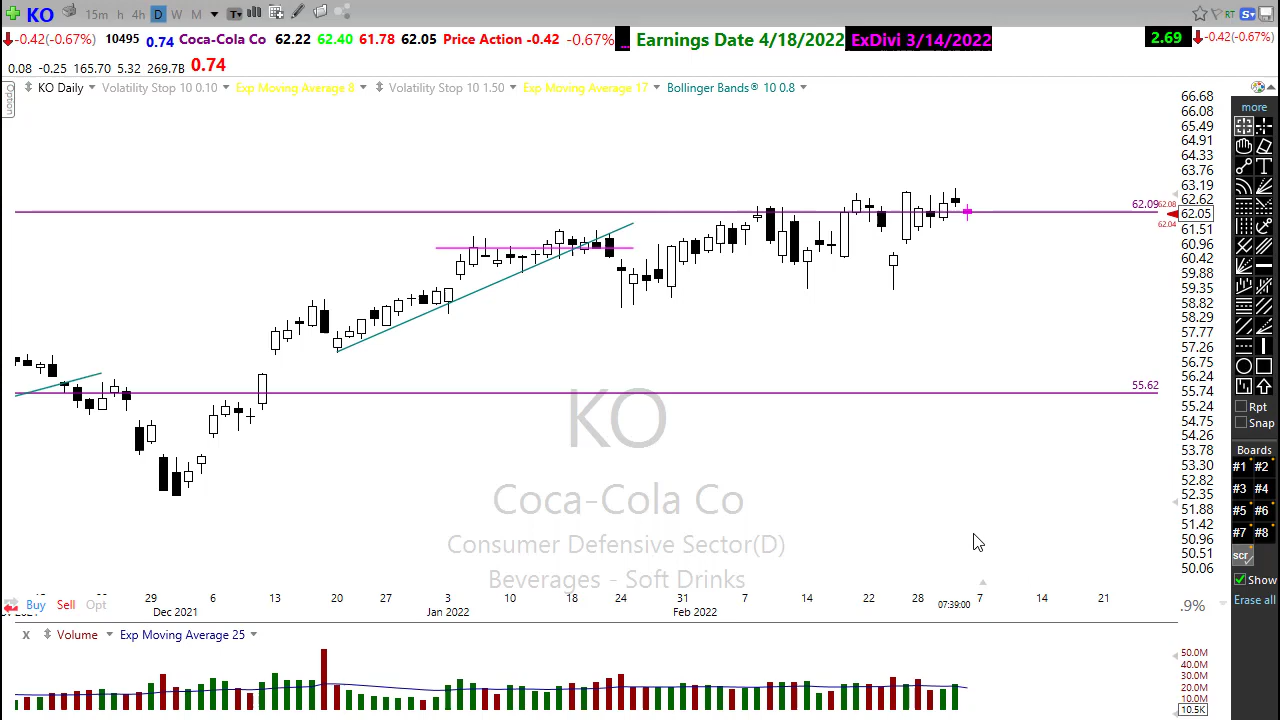 KO 15m h 4h D W M T RT S
-0.42(-0.67%) 10495 0.74 Coca-Cola Co 62.22 62.40 61.78 62.05 Price Action -0.42 -0.67% ... Earnings Date 4/18/2022 ExDivi 3/14/2022 2.69 -0.42(-0.67%)
0.08 -0.25 165.70 5.32 269.7B 0.74
Option
KO Daily Volatility Stop 10 0.10 Exp Moving Average 8 Volatility Stop 10 1.50 Exp Moving Average 17 Bollinger Bands® 10 0.8
66.68
66.08
65.49
64.91
64.33
63.76
63.19
62.62
62.09
62.08
62.05
62.04
61.51
60.96
60.42
59.88
59.35
58.82
58.29
57.77
57.26
56.75
56.24
55.62
55.74
55.24
54.75
54.26
53.78
53.30
52.82
52.35
51.88
51.42
50.96
50.51
50.06
more
T
Rpt
Snap
Boards
#1 #2
#3 #4
#5 #6
#7 #8
scr
Show
Erase all
KO
Coca-Cola Co
Consumer Defensive Sector(D)
Beverages - Soft Drinks
29 6 13 20 27 3 10 18 24 31 7 14 22 28 07:39:00 7 14 21
Dec 2021 Jan 2022 Feb 2022
Buy Sell Opt
.9%
x Volume Exp Moving Average 25
50.0M
40.0M
30.0M
20.0M
10.0M
10.5K